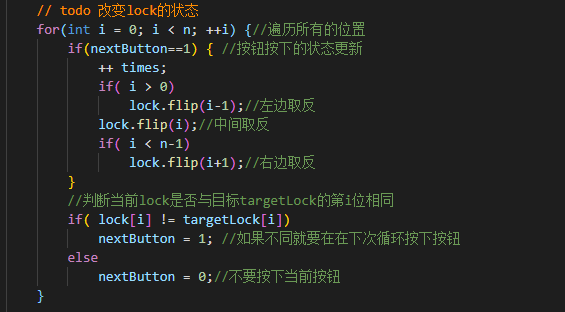 // todo 改变lock的状态
for(int i = 0; i < n; ++i) {//遍历所有的位置
if(nextButton==1) { //按钮按下的状态更新
++ times;
if( i > 0)
lock.flip(i-1);//左边取反
lock.flip(i);//中间取反
if( i < n-1)
lock.flip(i+1);//右边取反
}
//判断当前lock是否与目标targetLock的第i位相同
if( lock[i] != targetLock[i])
nextButton = 1; //如果不同就要在在下次循环按下按钮
else
nextButton = 0;//不要按下当前按钮
}